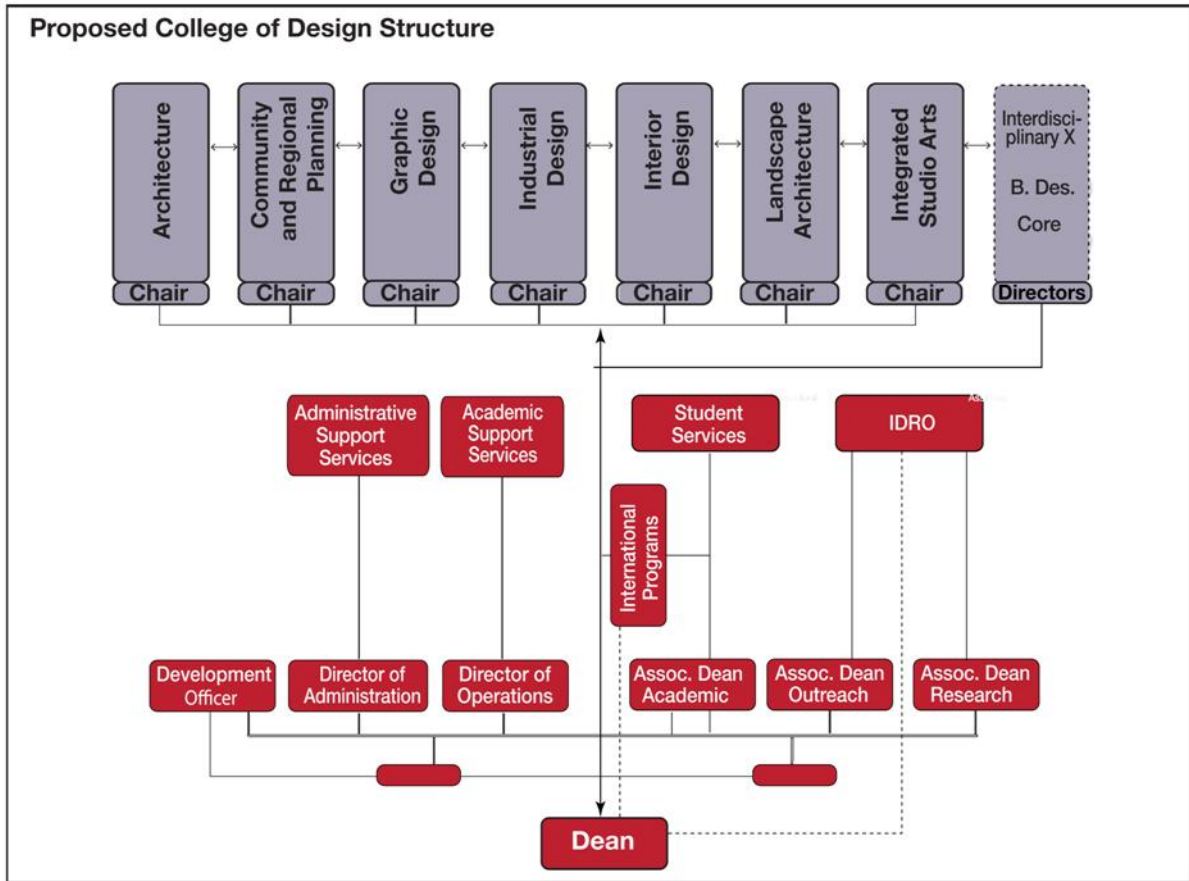 Proposed College of Design Structure
Architecture
Community
and Regional
Planning
Graphic
Design
Industrial
Design
Interior
Design
Landscape
Architecture
Integrated
Studio Arts
Interdisci-
plinary X
B. Des.
Core
Chair
Chair
Chair
Chair
Chair
Chair
Chair
Directors
Administrative
Support
Services
Academic
Support
Services
Student
Services
IDRO
International
Programs
Development
Officer
Director of
Administration
Director of
Operations
Assoc. Dean
Academic
Assoc. Dean
Outreach
Assoc. Dean
Research
Dean